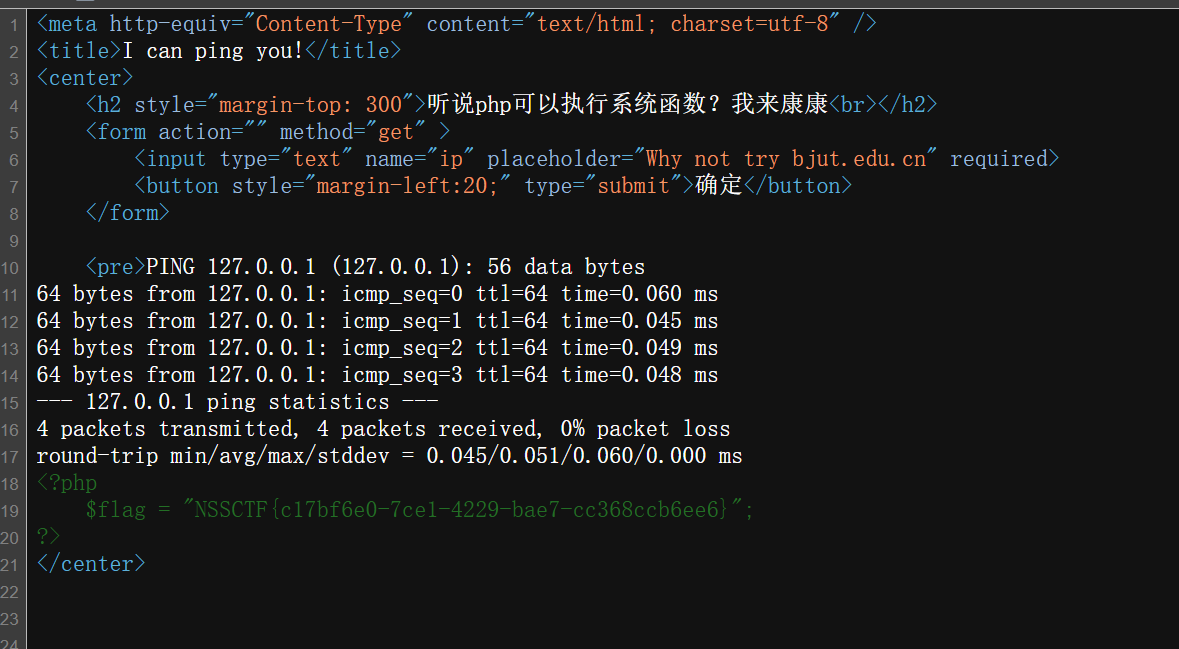 1 <meta http-equiv="Content-Type" content="text/html; charset=utf-8" />
2 <title>I can ping you!</title>
3 <center>
4 <h2 style="margin-top: 300">听说php可以执行系统函数？我来康康<br></h2>
5 <form action="" method="get" >
6 <input type="text" name="ip" placeholder="Why not try bjut.edu.cn" required>
7 <button style="margin-left:20;" type="submit">确定</button>
8 </form>
9
10 <pre>PING 127.0.0.1 (127.0.0.1): 56 data bytes
11 64 bytes from 127.0.0.1: icmp_seq=0 ttl=64 time=0.060 ms
12 64 bytes from 127.0.0.1: icmp_seq=1 ttl=64 time=0.045 ms
13 64 bytes from 127.0.0.1: icmp_seq=2 ttl=64 time=0.049 ms
14 64 bytes from 127.0.0.1: icmp_seq=3 ttl=64 time=0.048 ms
15 --- 127.0.0.1 ping statistics ---
16 4 packets transmitted, 4 packets received, 0% packet loss
17 round-trip min/avg/max/stddev = 0.045/0.051/0.060/0.000 ms
18 <?php
19 $flag = "NSSCTF{c17bf6e0-7ce1-4229-bae7-cc368ccb6ee6}";
20 ?>
21 </center>
22
23
24